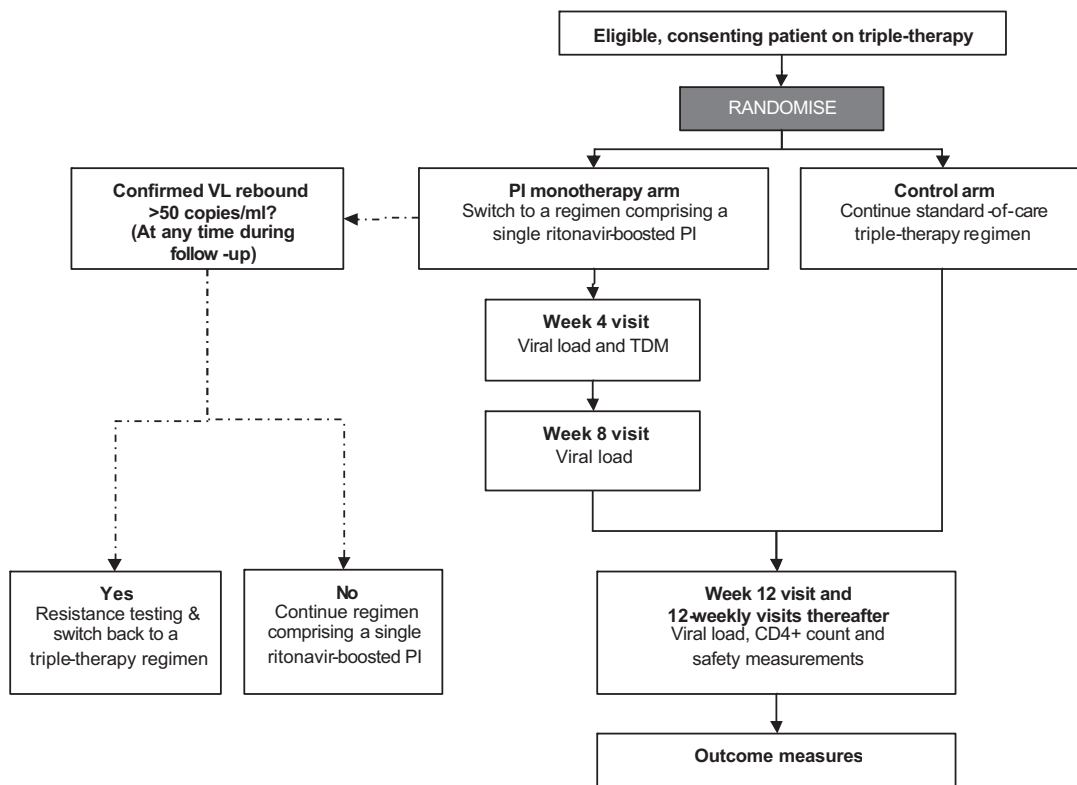 Eligible, consenting patient on triple-therapy
RANDOMISE
Confirmed VL rebound
>50 copies/ml?
(At any time during
follow -up)
PI monotherapy arm
Switch to a regimen comprising a
single ritonavir-boosted PI
Control arm
Continue standard -of-care
triple-therapy regimen
Week 4 visit
Viral load and TDM
Week 8 visit
Viral load
Yes
Resistance testing &
switch back to a
triple-therapy regimen
No
Continue regimen
comprising a single
ritonavir-boosted PI
Week 12 visit and
12-weekly visits thereafter
Viral load, CD4+ count and
safety measurements
Outcome measures